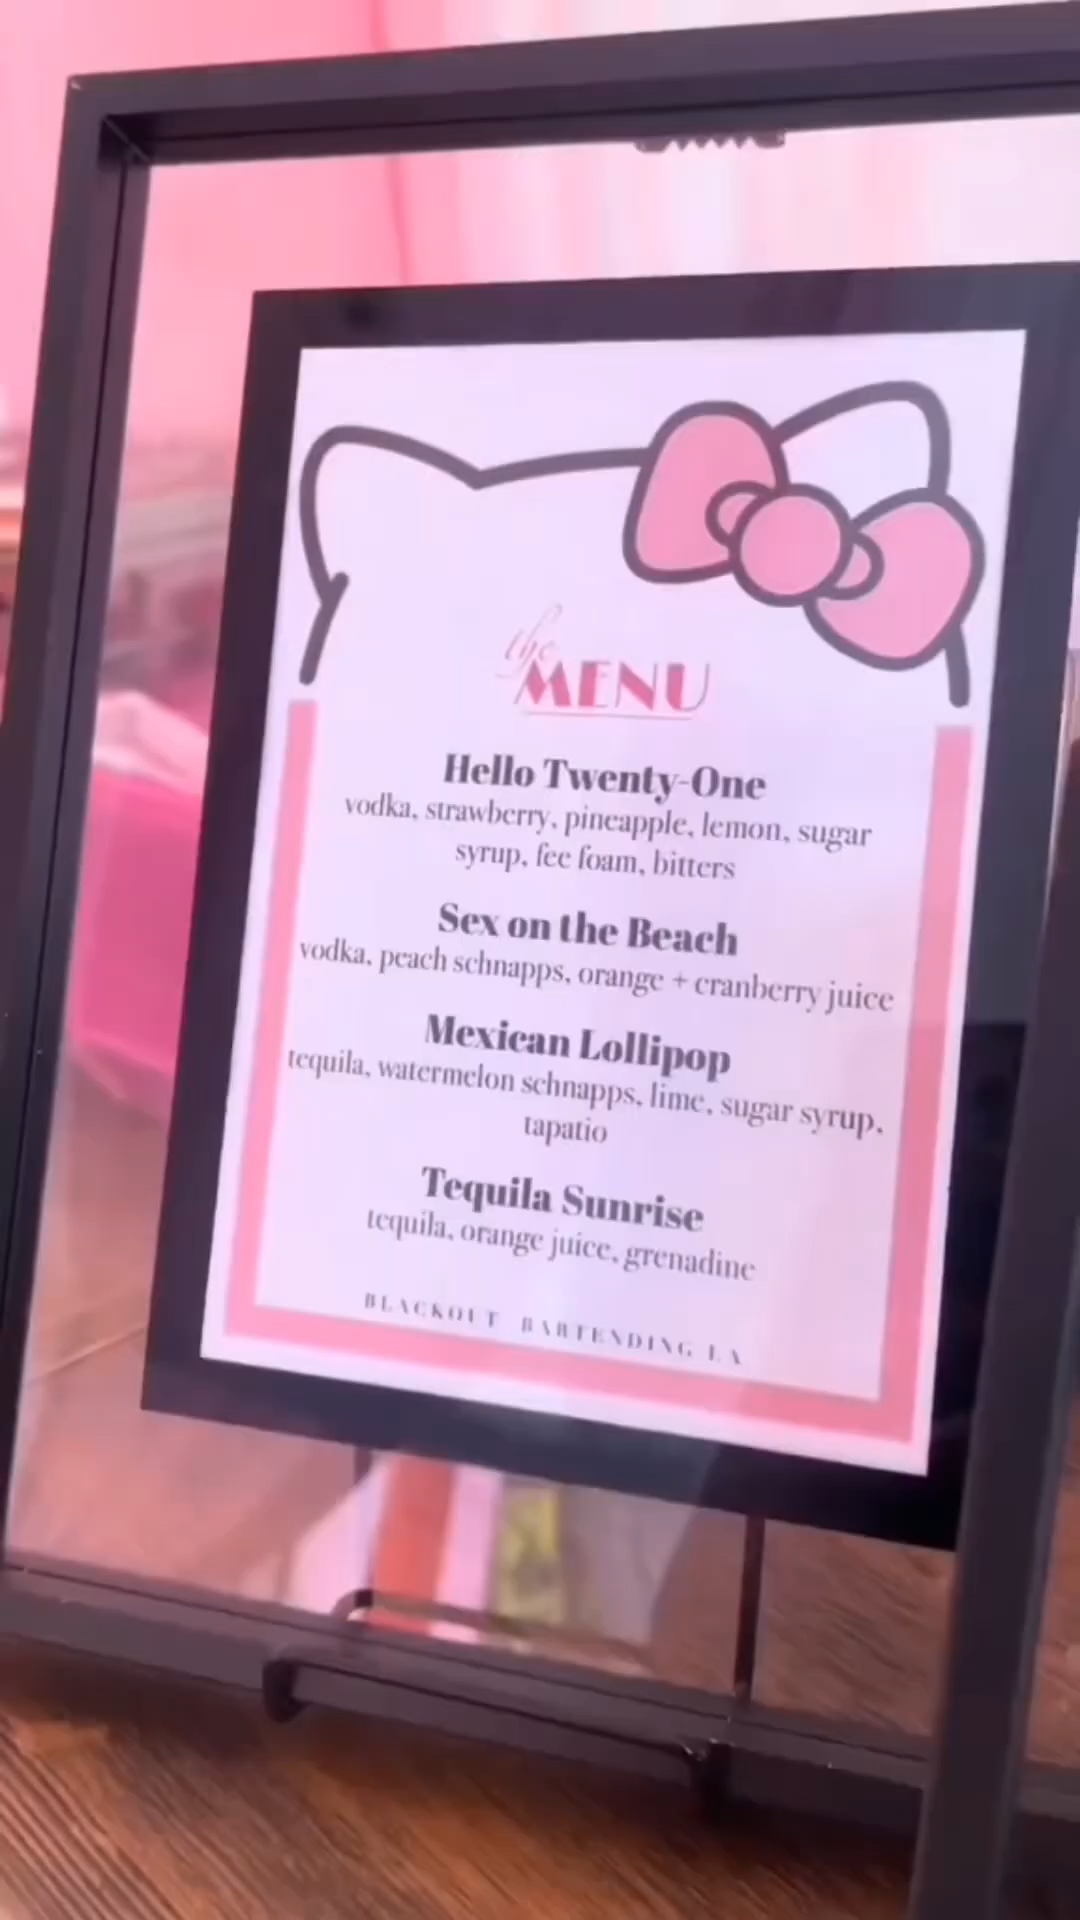 the
MENU
Hello Twenty-One
vodka, strawberry, pineapple, lemon, sugar
syrup, fee foam, bitters
Sex on the Beach
vodka, peach schnapps, orange + cranberry juice
Mexican Lollipop
tequila, watermelon schnapps, lime, sugar syrup,
tapatio
Tequila Sunrise
tequila, orange juice, grenadine
BLACKOUT BARTENDING LA